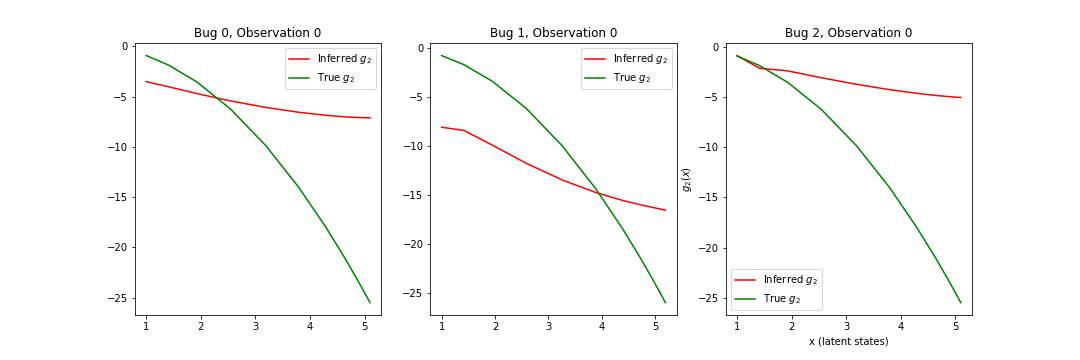 Bug 0, Observation 0
Inferred g₂
True g₂
0
−5
−10
−15
−20
−25
1 2 3 4 5
Bug 1, Observation 0
Inferred g₂
True g₂
0
−5
−10
−15
−20
−25
1 2 3 4 5
Bug 2, Observation 0
g₂(x)
0
−5
−10
−15
−20
−25
Inferred g₂
True g₂
1 2 3 4 5
x (latent states)